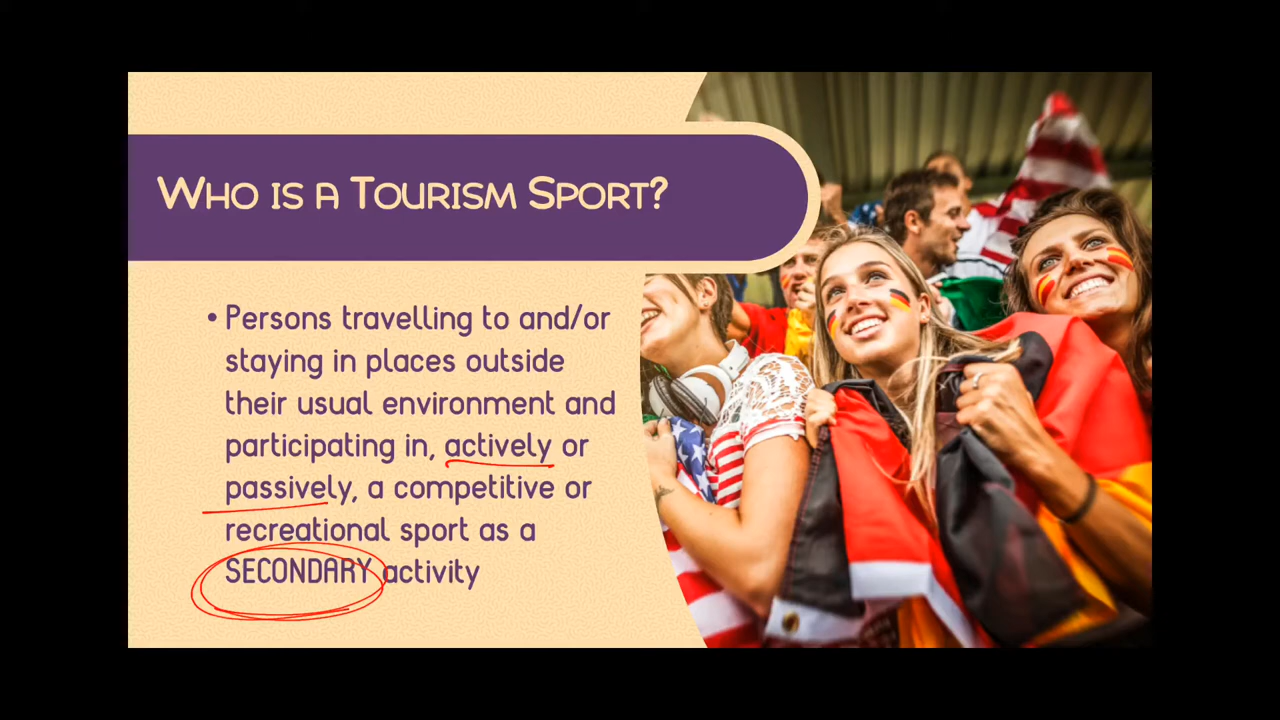 Who is a Tourism Sport?
• Persons travelling to and/or
staying in places outside
their usual environment and
participating in, actively or
passively, a competitive or
recreational sport as a
SECONDARY activity